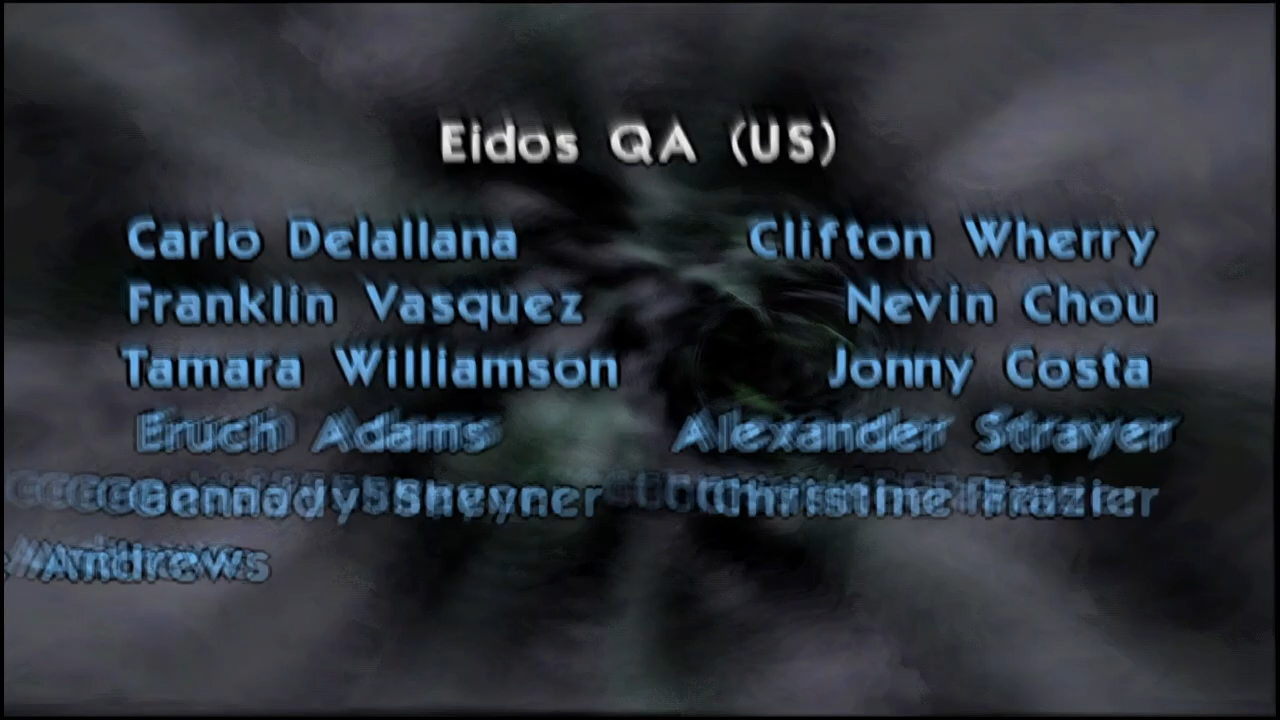 Eidos QA (US)
Carlo Delallana Clifton Wherry
Franklin Vasquez Nevin Chou
Tamara Williamson Jonny Costa
Eruch Adams Alexander Strayer
Gennady Sheyner Christine Frazier
Andrews